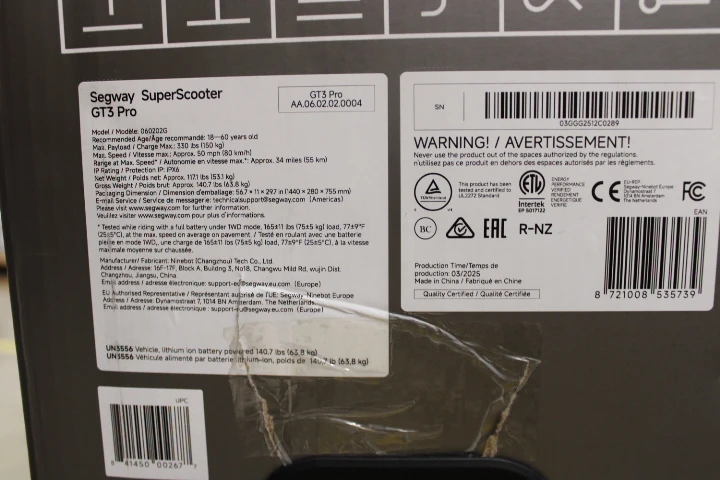 Segway SuperScooter
GT3 Pro
GT3 Pro
AA.06.02.02.0004
Model / Modèle: 060202G
Recommended Age/Âge recommandé: 18—60 years old
Max. Payload / Charge Max.: 330 lbs (150 kg)
Max. Speed / Vitesse max.: Approx. 50 mph (80 km/h)
Range at Max. Speed* / Autonomie en vitesse max.*: Approx. 34 miles (55 km)
IP Rating / Protection IP: IPX6
Net Weight / Poids net: Approx. 117.1 lbs (53.1 kg)
Gross Weight / Poids brut: Approx. 140.7 lbs (63.8 kg)
Packaging Dimension / Dimension d'emballage: 56.7 × 11 × 29.7 in (1440 × 280 × 755 mm)
E-mail Service / Service de messagerie: technicalsupport@segway.com (Americas)
Please visit www.segway.com for further information.
Veuillez visiter www.segway.com pour plus d'informations.
* Tested while riding with a full battery under 1WD mode, 165±11 lbs (75±5 kg) load, 77±9°F
(25±5°C), at the max. speed on average on pavement. / Testé en roulant avec une batterie
pleine en mode 1WD, une charge de 165±11 lbs (75±5 kg), 77±9°F (25±5°C), à la vitesse
maximale moyenne sur chaussée.
Manufacturer/ Fabricant: Ninebot (Changzhou) Tech Co., Ltd.
Address / Adresse: 16F-17F, Block A, Building 3, No.18, Changwu Mild Rd, wujin Dist.
Changzhou, Jiangsu, China
Email address / Adresse électronique: support-eu@segway.com (Europe)
EU Authorised Representative / Représentant autorisé de l'UE: Segway-Ninebot Europe
Address / Adresse: Dynamostraat 7, 1014 BN Amsterdam, The Netherlands.
Email address / adresse électronique : support-eu@segway.com (Europe)
UN3556 Vehicle, lithium ion battery powered 140.7 lbs (63,8 kg)
UN3556 Véhicule alimenté par batterie lithium-ion, poids de 140,7 lb (63,8 kg)
UPC
8 41450 00267 7
SN
03GGG2512C0289
WARNING! / AVERTISSEMENT!
Never use the product out of the spaces authorized by the regulations.
n'utilisez pas le produit en dehors des espaces autorisés par les règlements.
This product has been
tested and certified to
UL2272 Standard
ETL
Intertek
EP 5017122
ENERGY
PERFORMANCE
VERIFIED
RENDEMENT
ÉNERGÉTIQUE
VÉRIFIÉ
CE
EU-REP
Segway-Ninebot Europe
Dynamostraat 7
1014 BN Amsterdam
The Netherlands
FC
BC
EAC
R-NZ
EAN
Production Time/Temps de
production: 03/2025
Made in China / Fabriqué en Chine
Quality Certified / Qualité Certifiée
8 721008 535739